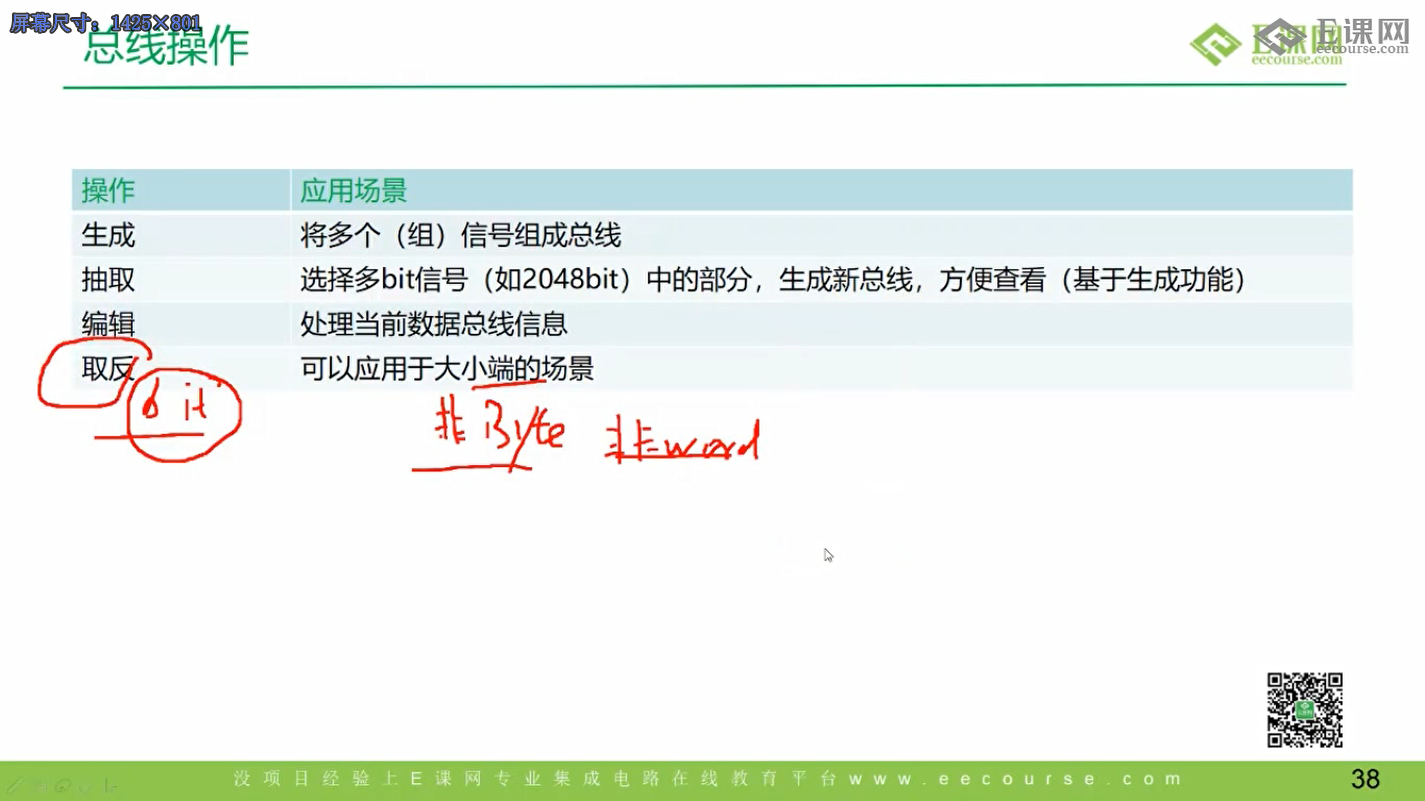 屏幕尺寸：1425×801
总线操作
E课网
eecourse.com
E课网
eecourse.com
操作 应用场景
生成 将多个（组）信号组成总线
抽取 选择多bit信号（如2048bit）中的部分，生成新总线，方便查看（基于生成功能）
编辑 处理当前数据总线信息
取反 可以应用于大小端的场景
bit 非Byte 非word
没项目经验上E课网专业集成电路在线教育平台www.eecourse.com
38